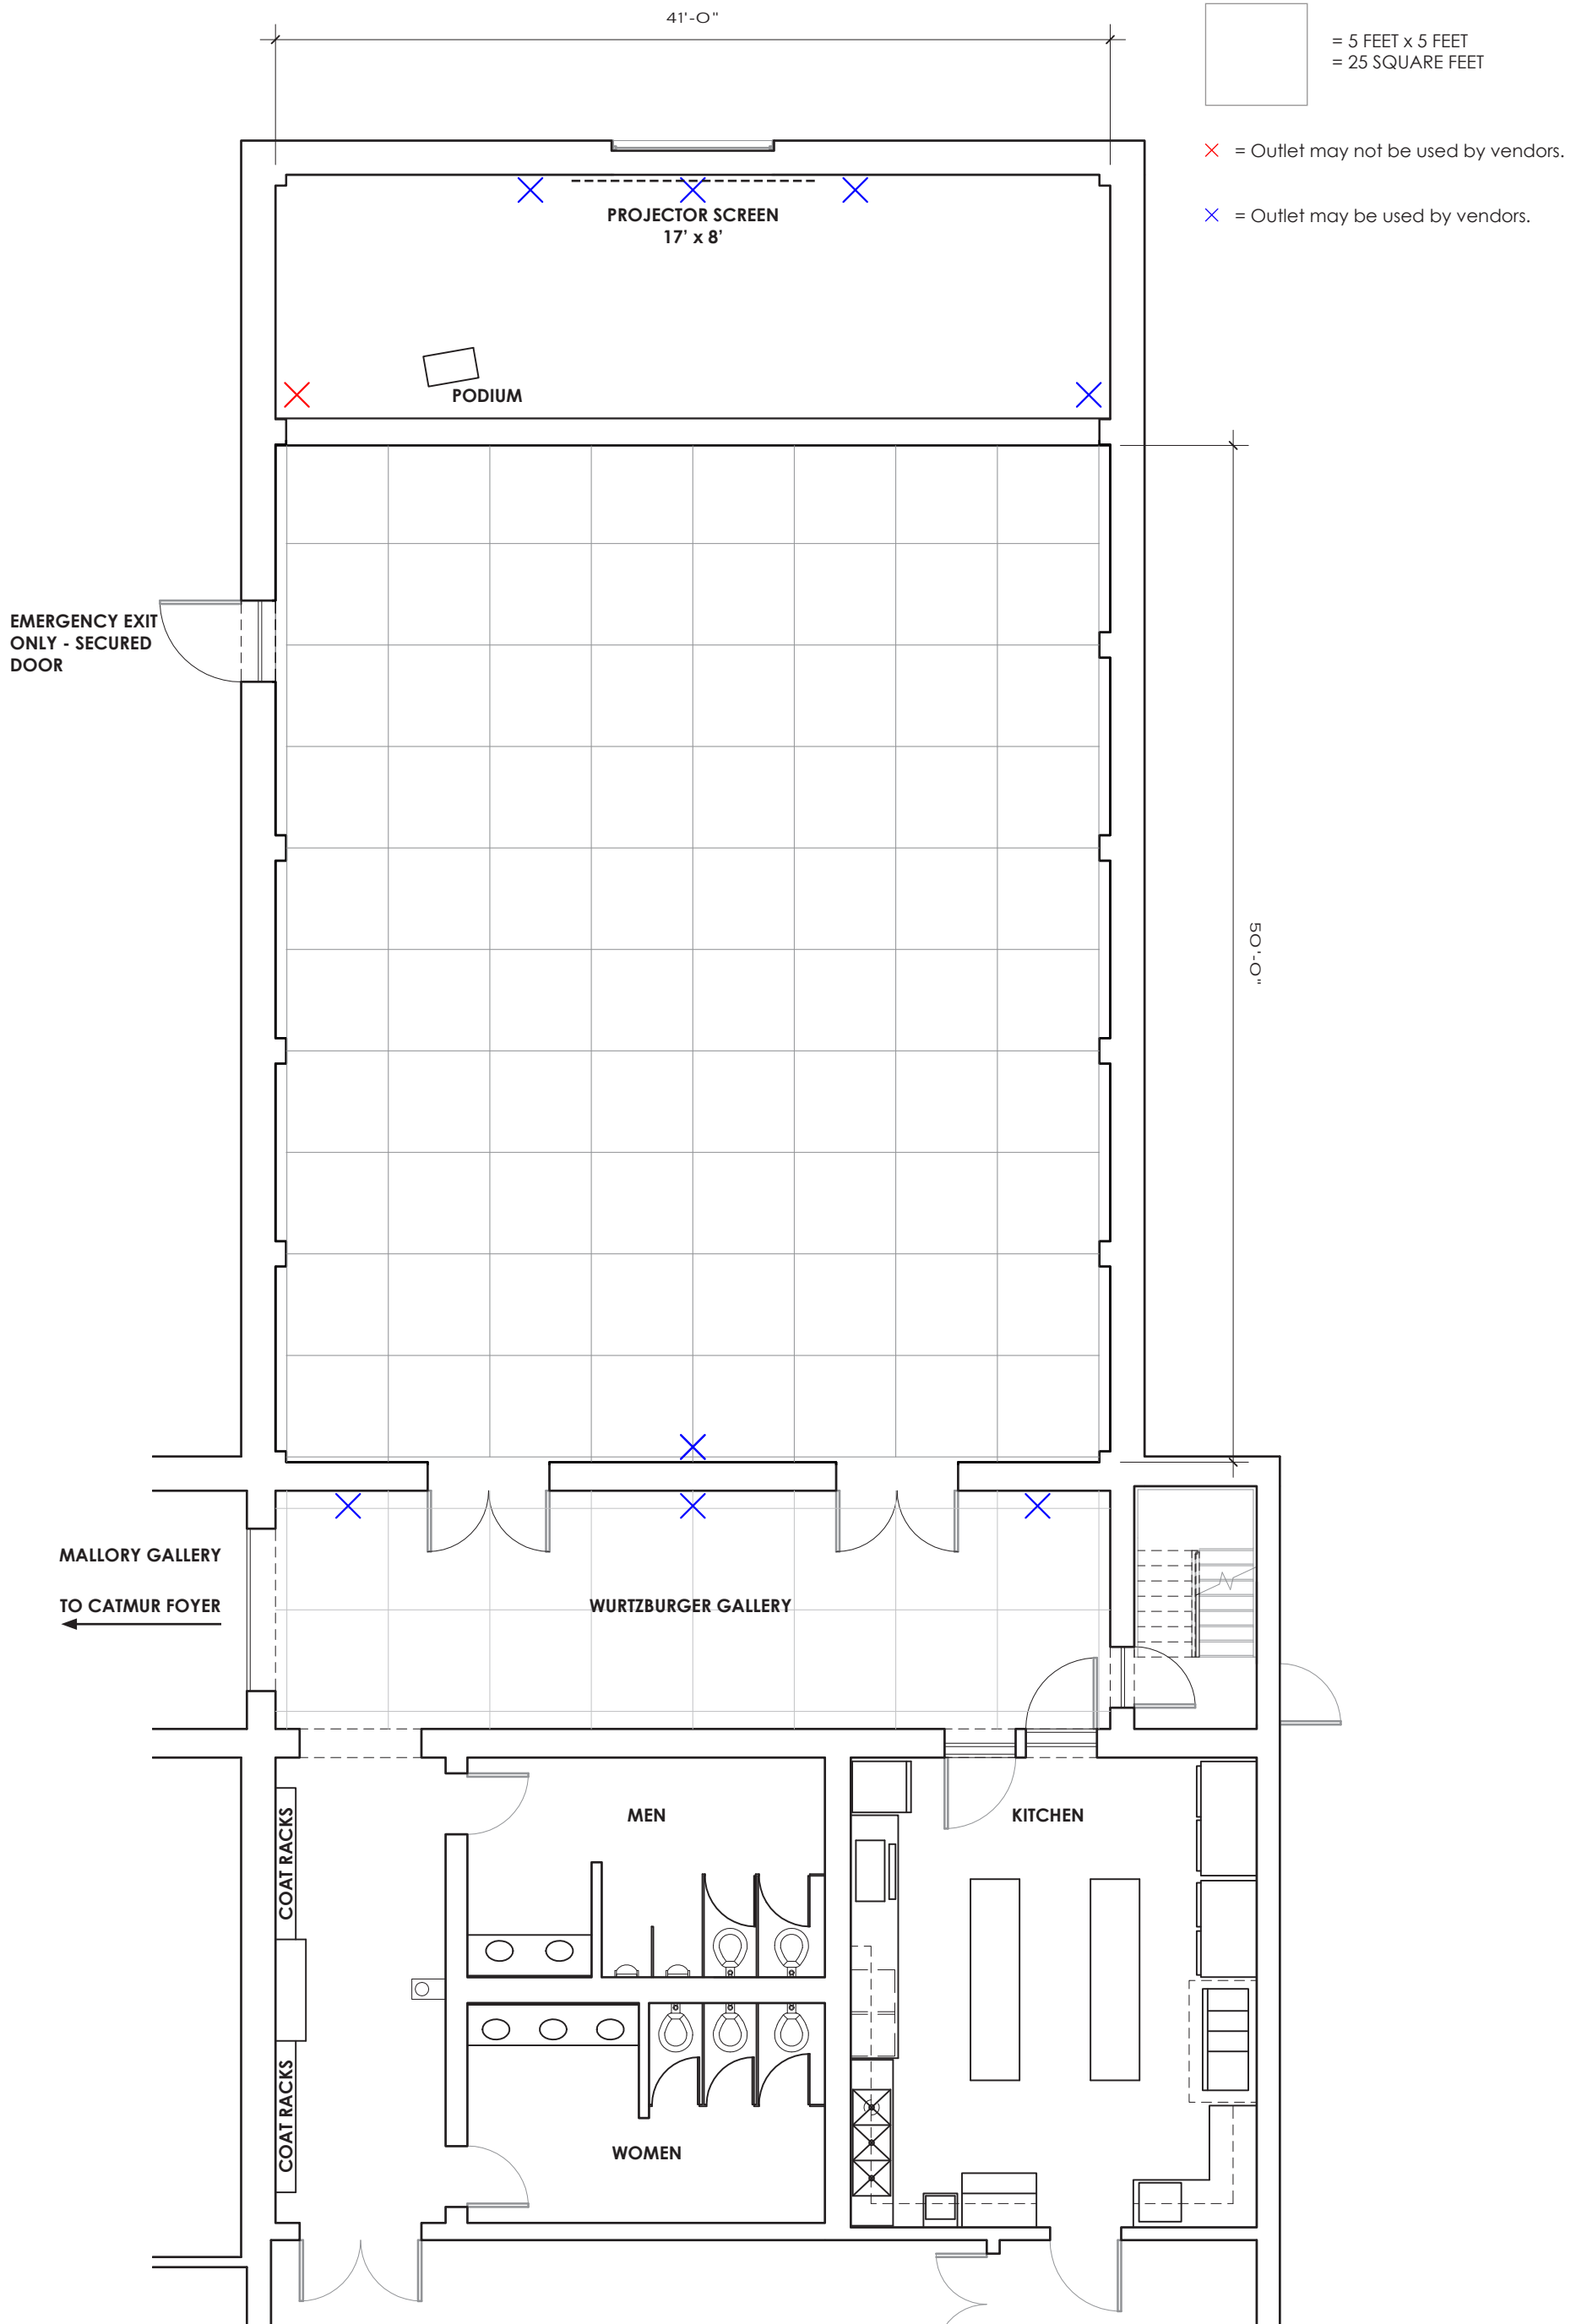 41'-0"
= 5 FEET x 5 FEET
= 25 SQUARE FEET
= Outlet may not be used by vendors.
= Outlet may be used by vendors.
PROJECTOR SCREEN
17’ x 8’
PODIUM
EMERGENCY EXIT
ONLY - SECURED
DOOR
50'-0"
MALLORY GALLERY
TO CATMUR FOYER
WURTZBURGER GALLERY
COAT RACKS
MEN
KITCHEN
COAT RACKS
WOMEN